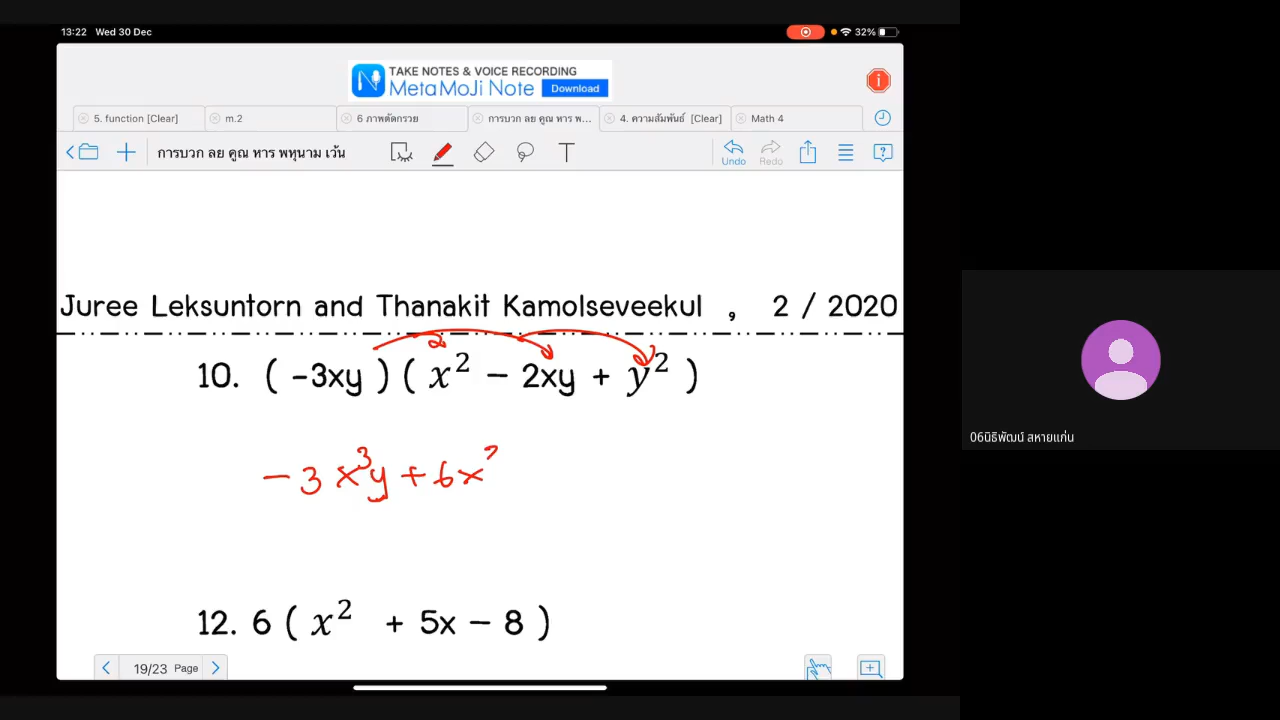 13:22 Wed 30 Dec
32%
TAKE NOTES & VOICE RECORDING
MetaMoJi Note Download
5. function [Clear]
m.2
6 ภาพตัดกรวย
การบวก ลย คูณ หาร พ...
4. ความสัมพันธ์ [Clear]
Math 4
การบวก ลย คูณ หาร พหุนาม เว้น
T
Undo
Redo
Juree Leksuntorn and Thanakit Kamolseveekul , 2 / 2020
10. ( -3xy ) ( x² − 2xy + y² )
− 3 x³y + 6x²
12. 6 ( x² + 5x − 8 )
19/23 Page
06นิธิพัฒน์ สหายแก่น